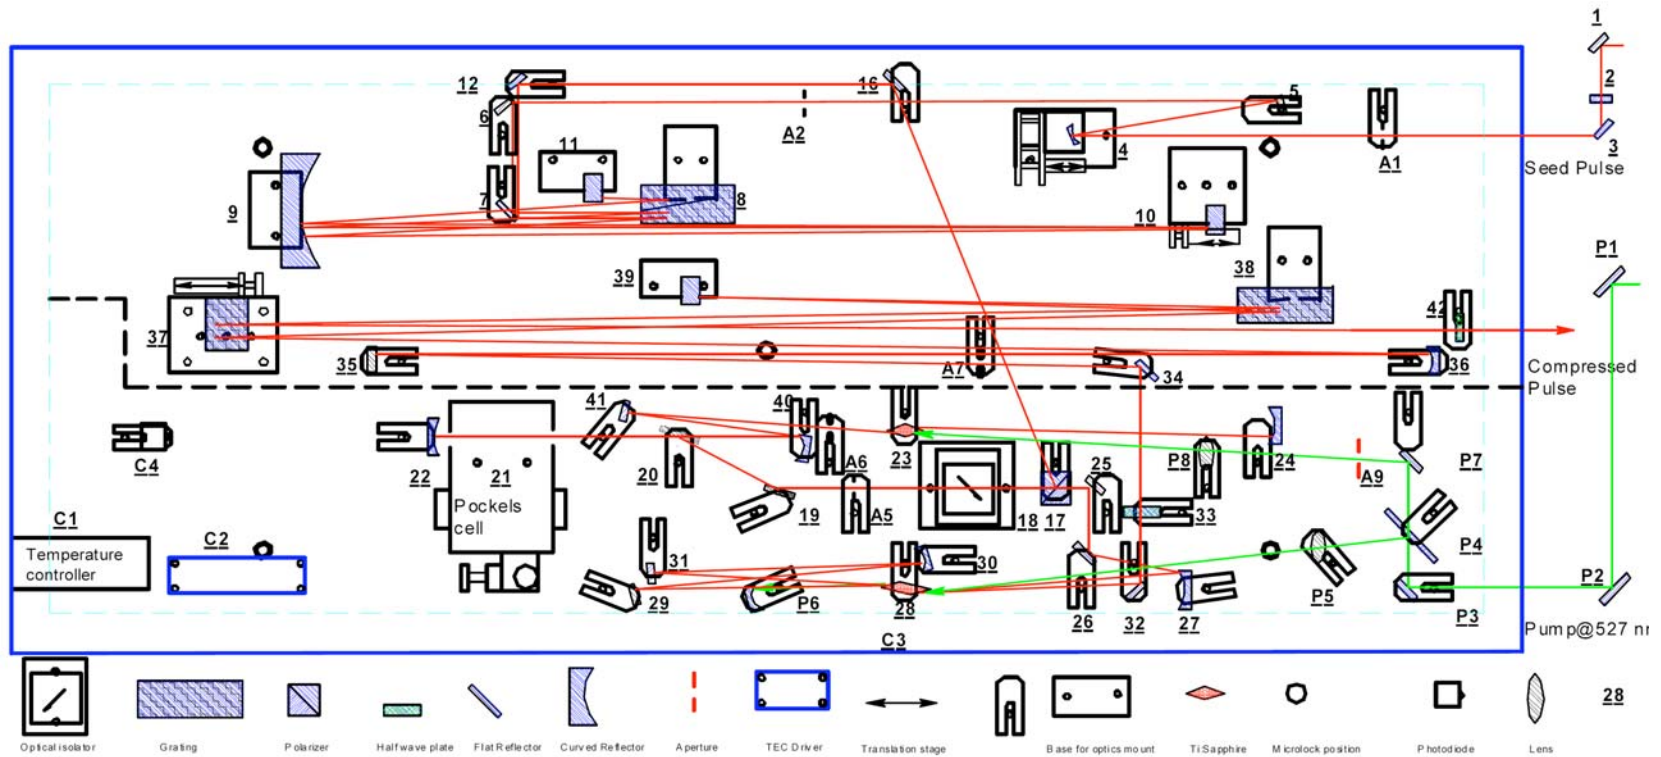 1
12
16
5
2
6
A2
3
11
4
A1
Seed Pulse
7
8
9
10
P1
39
38
42
37
35
A7
34
36
Compressed
Pulse
41
40
C4
22
21
20
A6
23
P8
24
A9
P7
25
Pockels
cell
19
A5
18
17
33
C1
C2
Temperature
controller
31
30
P4
29
P6
28
26
32
27
P5
P3
P2
C3
Pump@527 n
28
Optical isolator
Grating
Polarizer
Half wave plate
Flat Reflector
Curved Reflector
Aperture
TEC Driver
Translation stage
Base for optics mount
Ti Sapphire
Microlock position
Photodiode
Lens